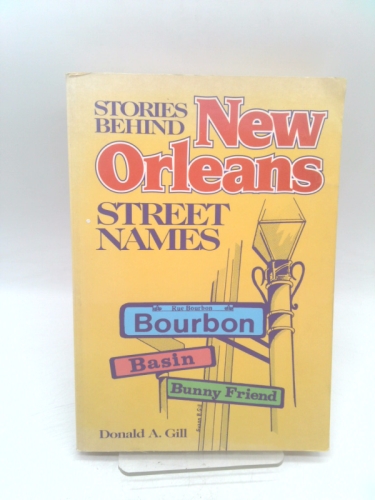 STORIES
BEHIND
New
Orleans
STREET
NAMES
Rue Bourbon
Bourbon
Basin
Bunny Friend
Donald A. Gill